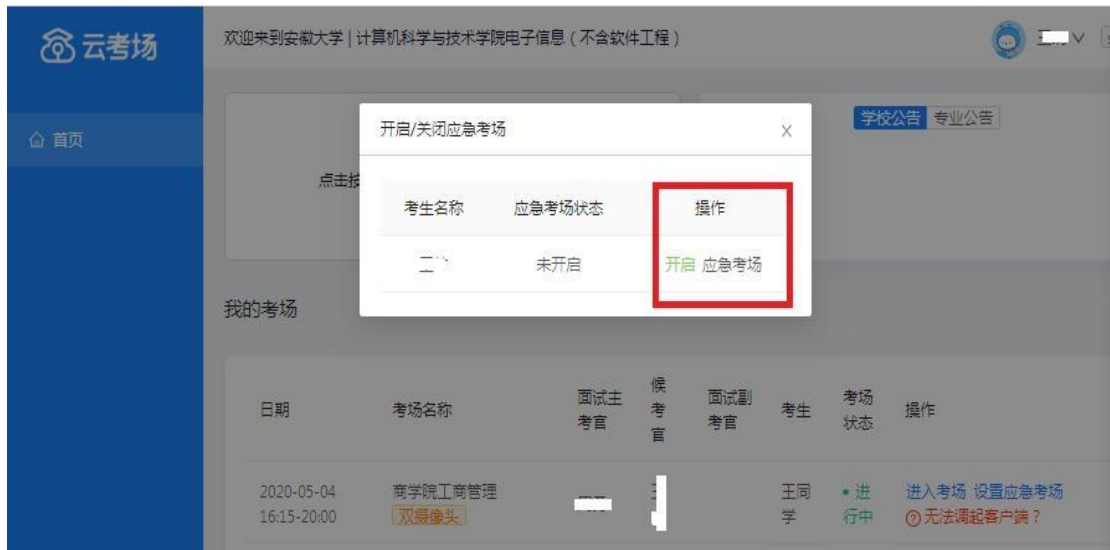 云考场
欢迎来到安徽大学 | 计算机科学与技术学院电子信息 ( 不含软件工程 )
首页
开启/关闭应急考场
X
学校公告 专业公告
点击按
考生名称 应急考场状态 操作
未开启 开启 应急考场
我的考场
日期 考场名称 面试主
考官 候
考
官 面试副
考官 考生 考场
状态 操作
2020-05-04
16:15-20:00
商学院工商管理
双摄像头
王同
学
进
行中
进入考场 设置应急考场
无法调起客户端？